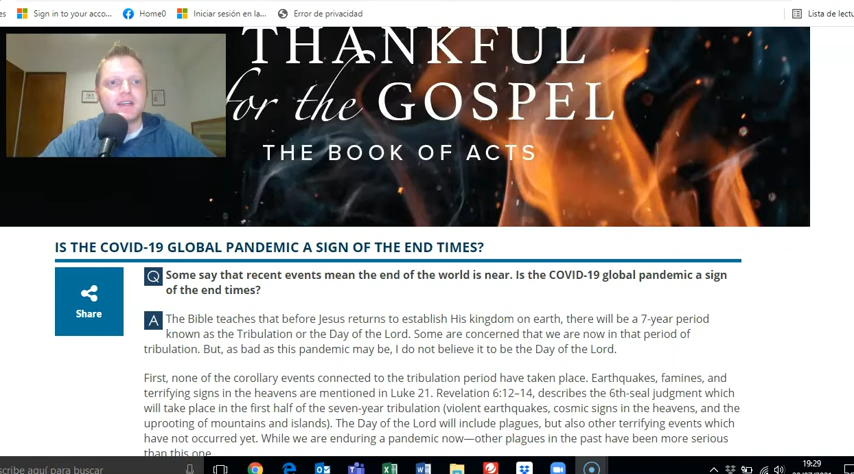 Sign in to your acco...
Home0
Iniciar sesión en la...
Error de privacidad
Lista de lectu
THANKFUL
for the GOSPEL
THE BOOK OF ACTS
IS THE COVID-19 GLOBAL PANDEMIC A SIGN OF THE END TIMES?
Share
Q Some say that recent events mean the end of the world is near. Is the COVID-19 global pandemic a sign
of the end times?
A The Bible teaches that before Jesus returns to establish His kingdom on earth, there will be a 7-year period
known as the Tribulation or the Day of the Lord. Some are concerned that we are now in that period of
tribulation. But, as bad as this pandemic may be, I do not believe it to be the Day of the Lord.
First, none of the corollary events connected to the tribulation period have taken place. Earthquakes, famines, and
terrifying signs in the heavens are mentioned in Luke 21. Revelation 6:12–14, describes the 6th-seal judgment which
will take place in the first half of the seven-year tribulation (violent earthquakes, cosmic signs in the heavens, and the
uprooting of mountains and islands). The Day of the Lord will include plagues, but also other terrifying events which
have not occurred yet. While we are enduring a pandemic now—other plagues in the past have been more serious
than this one
scribe aquí para buscar
19:29